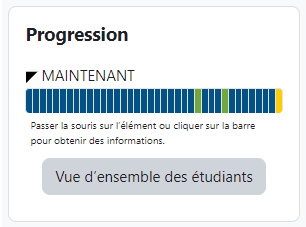 Progression
MAINTENANT
Passer la souris sur l'élément ou cliquer sur la barre
pour obtenir des informations.
Vue d'ensemble des étudiants